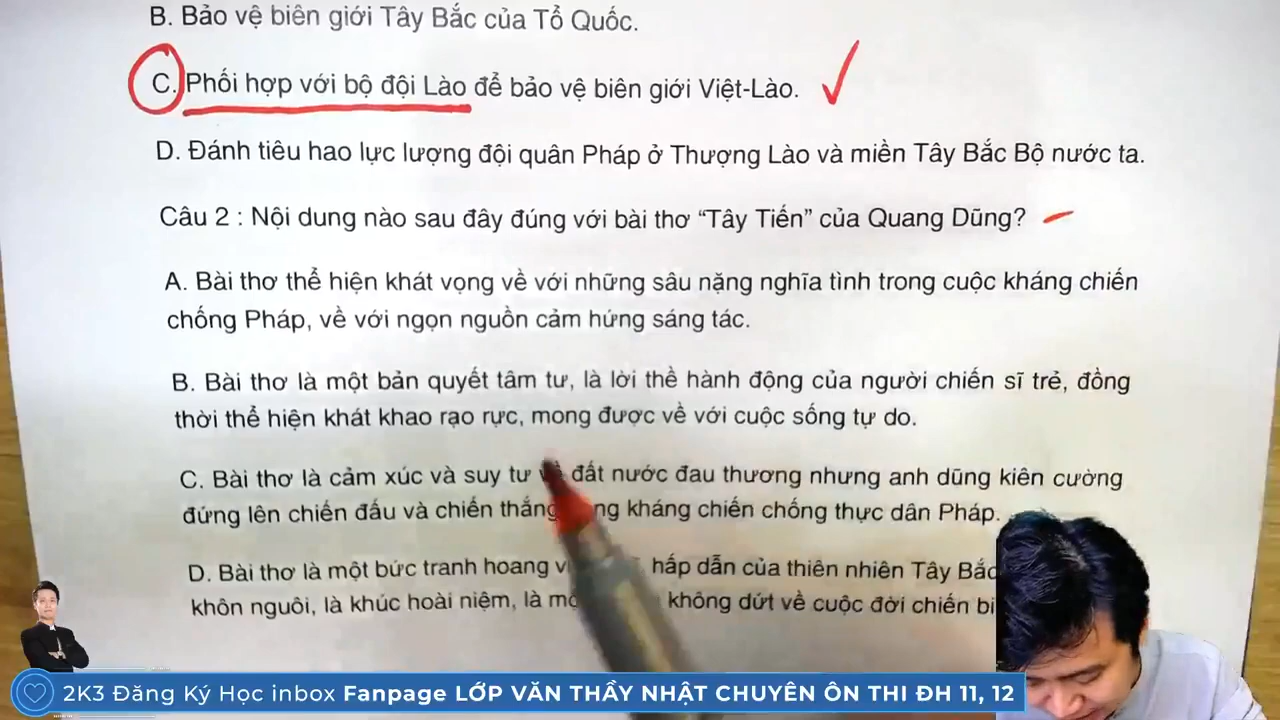 B. Bảo vệ biên giới Tây Bắc của Tổ Quốc.
C. Phối hợp với bộ đội Lào để bảo vệ biên giới Việt-Lào.
D. Đánh tiêu hao lực lượng đội quân Pháp ở Thượng Lào và miền Tây Bắc Bộ nước ta.
Câu 2 : Nội dung nào sau đây đúng với bài thơ “Tây Tiến” của Quang Dũng?
A. Bài thơ thể hiện khát vọng về với những sâu nặng nghĩa tình trong cuộc kháng chiến
chống Pháp, về với ngọn nguồn cảm hứng sáng tác.
B. Bài thơ là một bản quyết tâm tư, là lời thề hành động của người chiến sĩ trẻ, đồng
thời thể hiện khát khao rạo rực, mong được về với cuộc sống tự do.
C. Bài thơ là cảm xúc và suy tư đất nước đau thương nhưng anh dũng kiên cường
đứng lên chiến đấu và chiến thắng kháng chiến chống thực dân Pháp.
D. Bài thơ là một bức tranh hoang hấp dẫn của thiên nhiên Tây Bắc
khôn nguôi, là khúc hoài niệm, là không dứt về cuộc đời chiến
2K3 Đăng Ký Học inbox Fanpage LỚP VĂN THẦY NHẬT CHUYÊN ÔN THI ĐH 11, 12